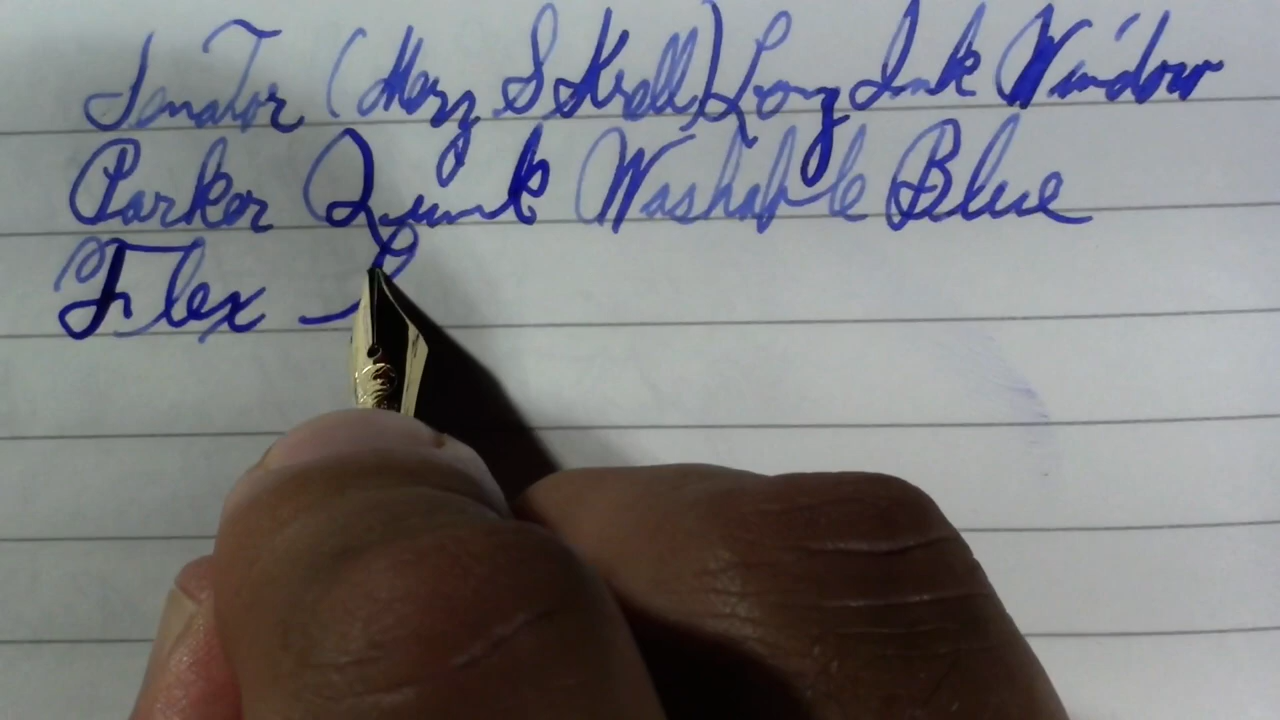 Senator (Merz & Krell) Long Ink Window
Parker Quink Washable Blue
Flex -